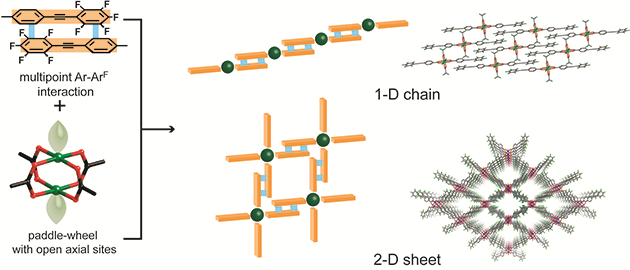 F F
F
F F F F
F
F F
multipoint Ar-Ar^F
interaction
+
paddle-wheel
with open axial sites
1-D chain
2-D sheet